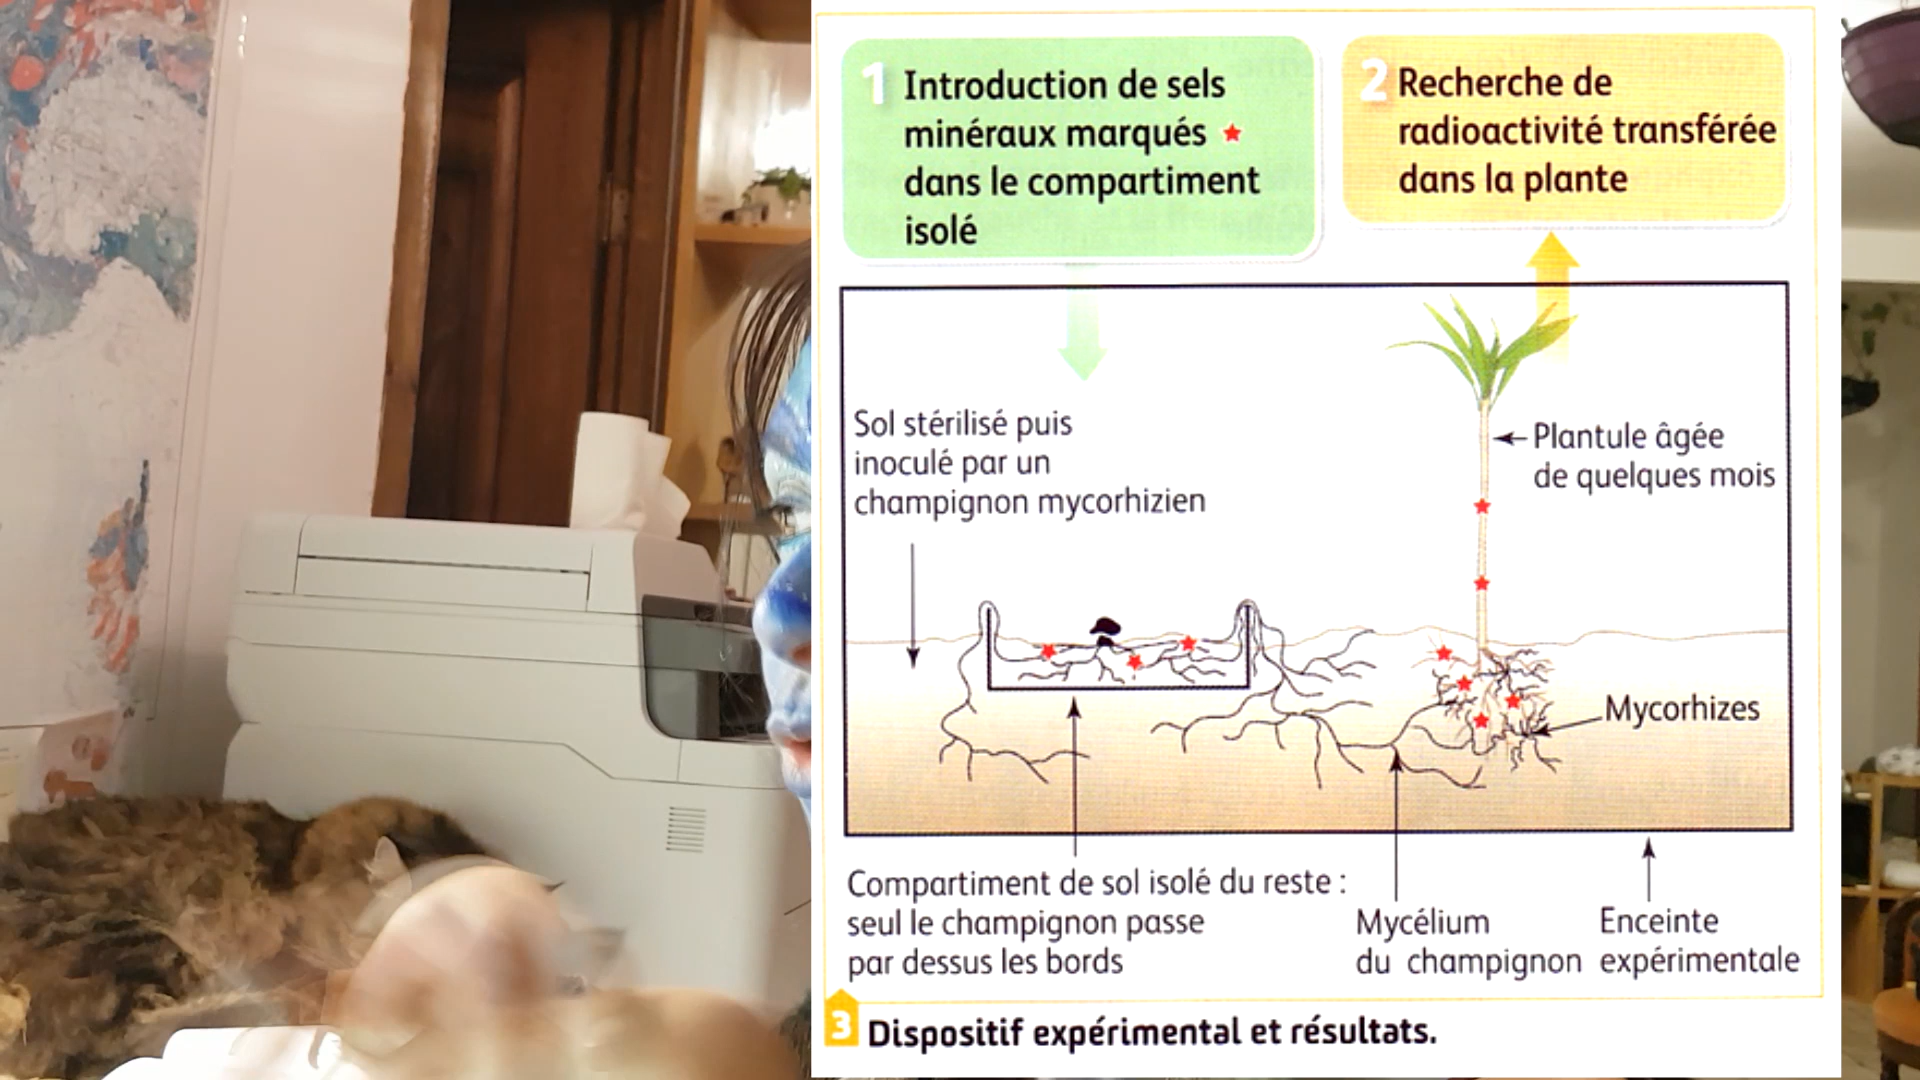 1 Introduction de sels
minéraux marqués
dans le compartiment
isolé
2 Recherche de
radioactivité transférée
dans la plante
Sol stérilisé puis
inoculé par un
champignon mycorhizien
Plantule âgée
de quelques mois
Mycorhizes
Compartiment de sol isolé du reste :
seul le champignon passe
par dessus les bords
Mycélium
du champignon
Enceinte
expérimentale
3 Dispositif expérimental et résultats.